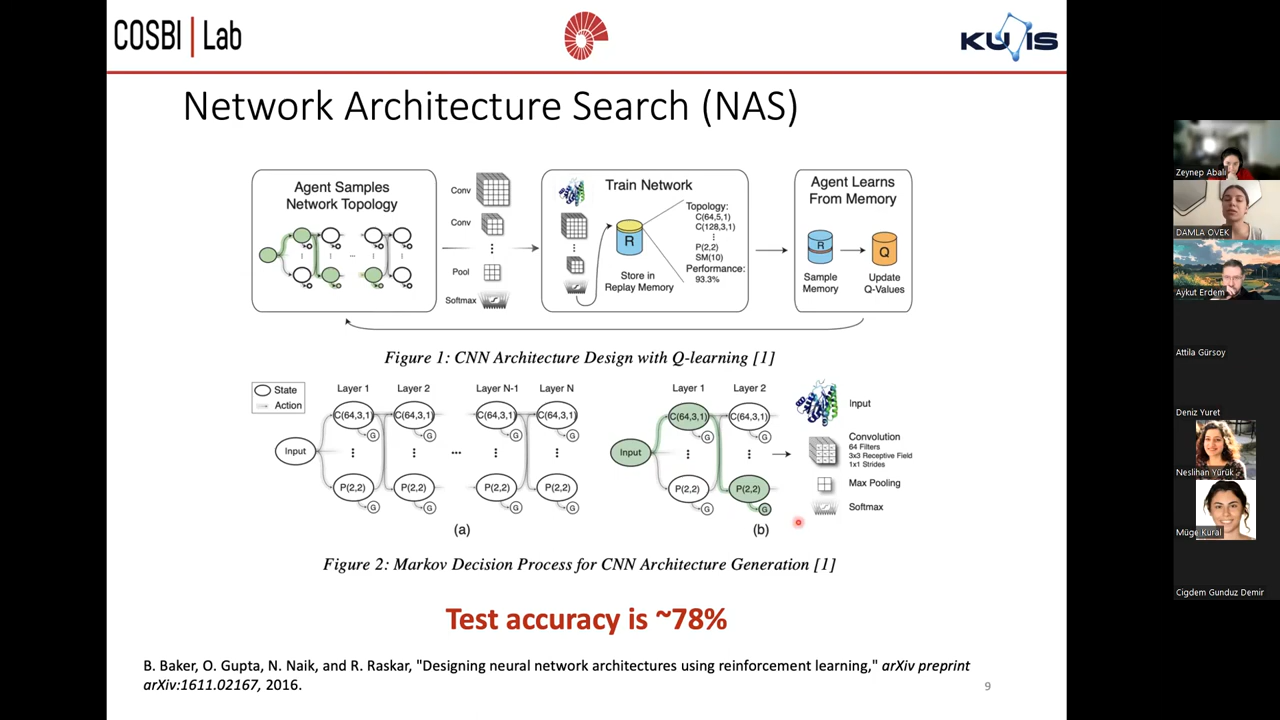 COSBI | Lab
KUIS
Network Architecture Search (NAS)
Agent Samples
Network Topology
Conv
Conv
Pool
Softmax
Train Network
R
Store in
Replay Memory
Topology:
C(64,5,1)
C(128,3,1)
P(2,2)
SM(10)
Performance:
93.3%
Agent Learns
From Memory
R
Q
Sample
Memory
Update
Q-Values
Figure 1: CNN Architecture Design with Q-learning [1]
State
Action
Layer 1
Layer 2
Layer N-1
Layer N
Input
C(64,3,1)
C(64,3,1)
C(64,3,1)
C(64,3,1)
G
G
G
G
...
P(2,2)
P(2,2)
P(2,2)
P(2,2)
G
G
G
G
(a)
Layer 1
Layer 2
Input
C(64,3,1)
C(64,3,1)
G
G
P(2,2)
P(2,2)
G
G
(b)
Input
Convolution
64 Filters
3x3 Receptive Field
1x1 Strides
Max Pooling
Softmax
Figure 2: Markov Decision Process for CNN Architecture Generation [1]
Test accuracy is ~78%
B. Baker, O. Gupta, N. Naik, and R. Raskar, "Designing neural network architectures using reinforcement learning," arXiv preprint
arXiv:1611.02167, 2016.
9
Zeynep Abali
DAMLA OVEK
Aykut Erdem
Attila Gürsoy
Deniz Yuret
Neslihan Yürük
Müge Kural
Cigdem Gunduz Demir